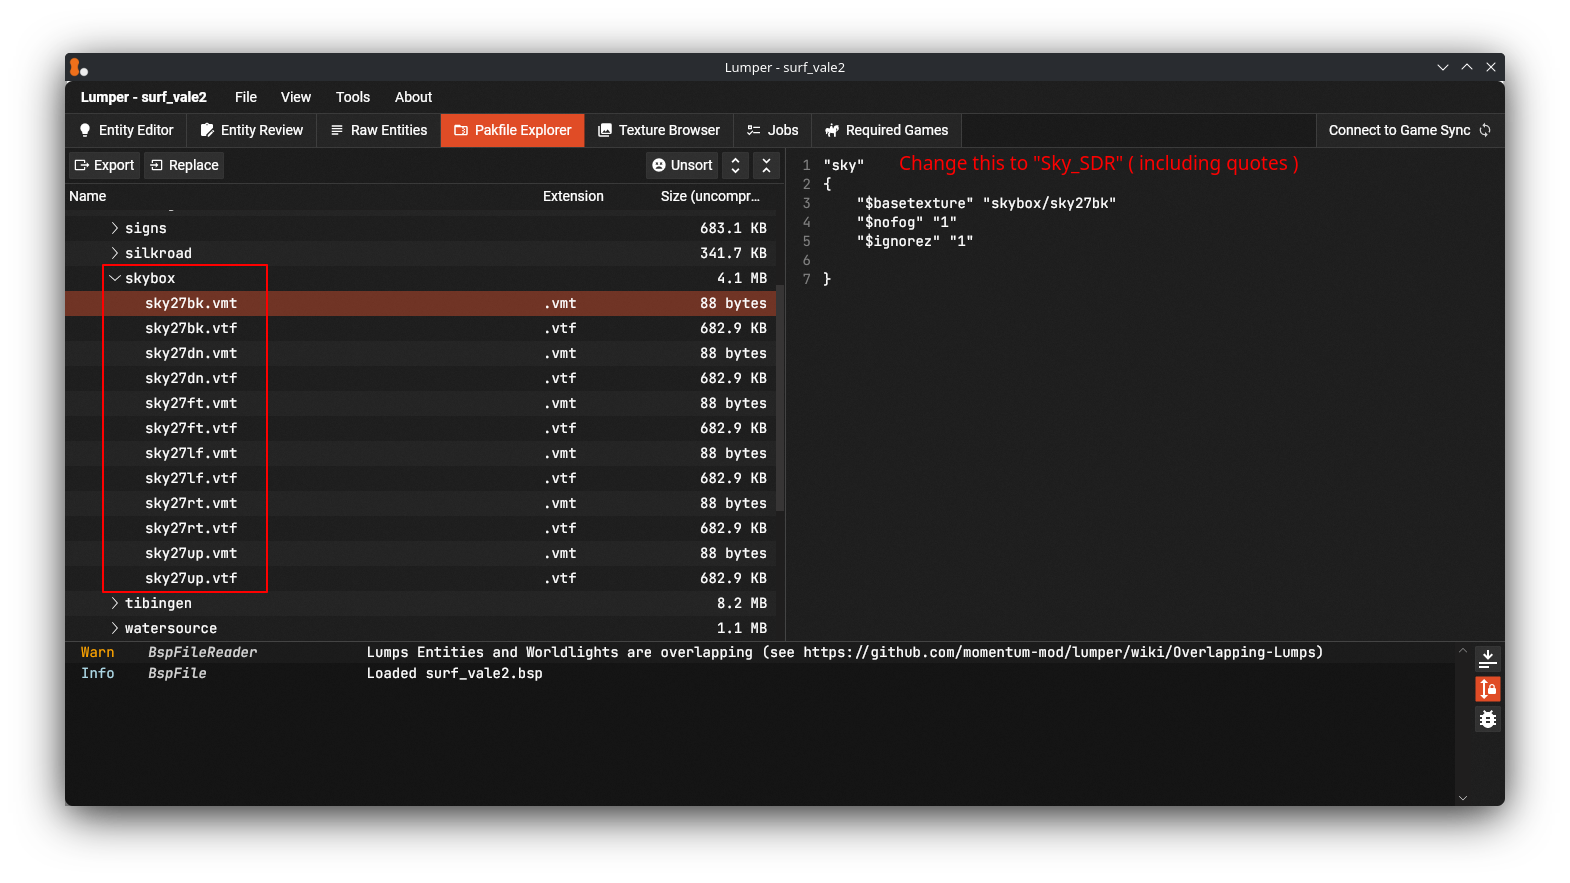 Lumper - surf_vale2
Lumper - surf_vale2 File View Tools About
Entity Editor Entity Review Raw Entities Pakfile Explorer Texture Browser Jobs Required Games Connect to Game Sync
Export Replace Unsort
Name Extension Size (uncompr...
signs 683.1 KB
silkroad 341.7 KB
skybox 4.1 MB
sky27bk.vmt .vmt 88 bytes
sky27bk.vtf .vtf 682.9 KB
sky27dn.vmt .vmt 88 bytes
sky27dn.vtf .vtf 682.9 KB
sky27ft.vmt .vmt 88 bytes
sky27ft.vtf .vtf 682.9 KB
sky27lf.vmt .vmt 88 bytes
sky27lf.vtf .vtf 682.9 KB
sky27rt.vmt .vmt 88 bytes
sky27rt.vtf .vtf 682.9 KB
sky27up.vmt .vmt 88 bytes
sky27up.vtf .vtf 682.9 KB
tibingen 8.2 MB
watersource 1.1 MB
1 "sky" Change this to "Sky_SDR" ( including quotes )
2 {
3 "$basetexture" "skybox/sky27bk"
4 "$nofog" "1"
5 "$ignorez" "1"
6
7 }
Warn BspFileReader Lumps Entities and Worldlights are overlapping (see https://github.com/momentum-mod/lumper/wiki/Overlapping-Lumps)
Info BspFile Loaded surf_vale2.bsp